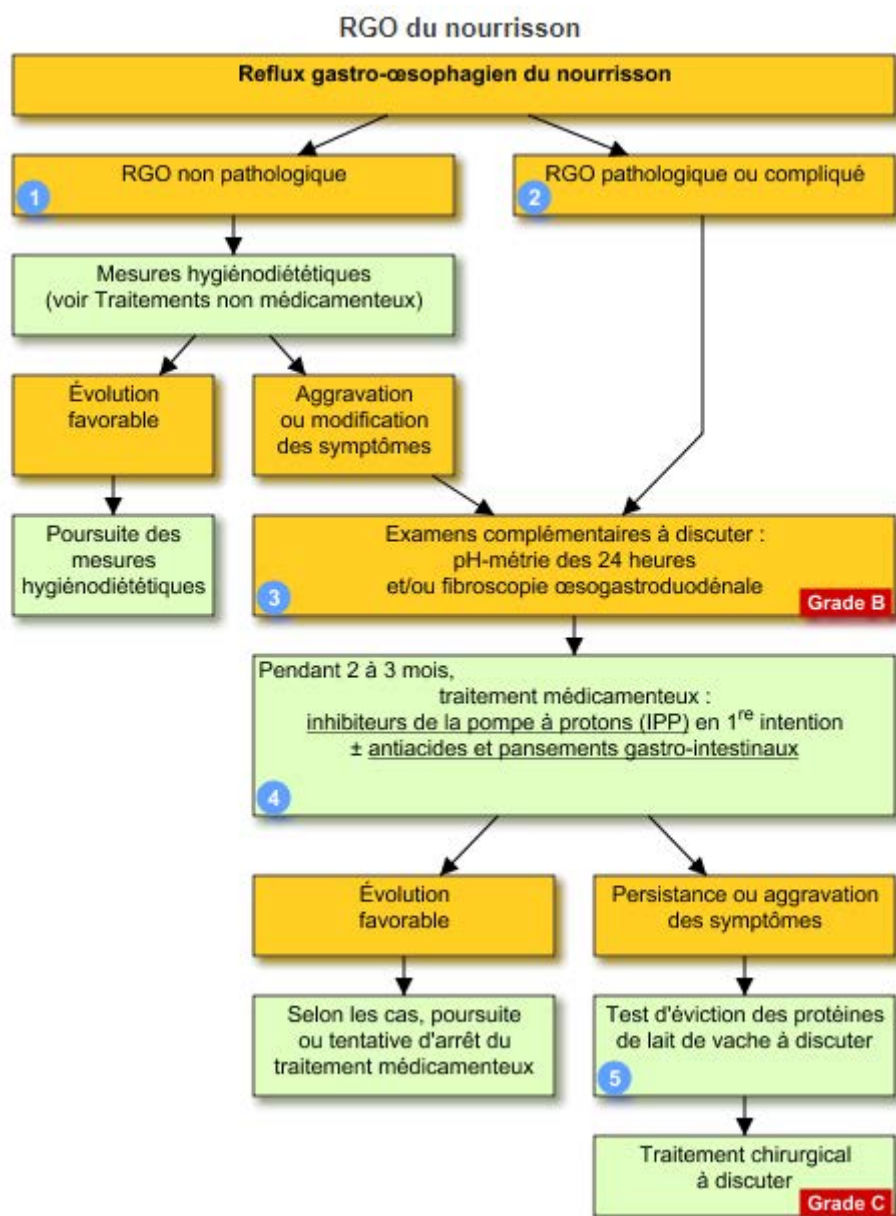 RGO du nourrisson
Reflux gastro-œsophagien du nourrisson
RGO non pathologique
1
RGO pathologique ou compliqué
2
Mesures hygiénodiététiques
(voir Traitements non médicamenteux)
Évolution
favorable
Aggravation
ou modification
des symptômes
Poursuite des
mesures
hygiénodiététiques
Examens complémentaires à discuter :
pH-métrie des 24 heures
et/ou fibroscopie œsogastroduodénale
3
Grade B
Pendant 2 à 3 mois,
traitement médicamenteux :
inhibiteurs de la pompe à protons (IPP) en 1re intention
± antiacides et pansements gastro-intestinaux
4
Évolution
favorable
Persistance ou aggravation
des symptômes
Selon les cas, poursuite
ou tentative d'arrêt du
traitement médicamenteux
Test d'éviction des protéines
de lait de vache à discuter
5
Traitement chirurgical
à discuter
Grade C